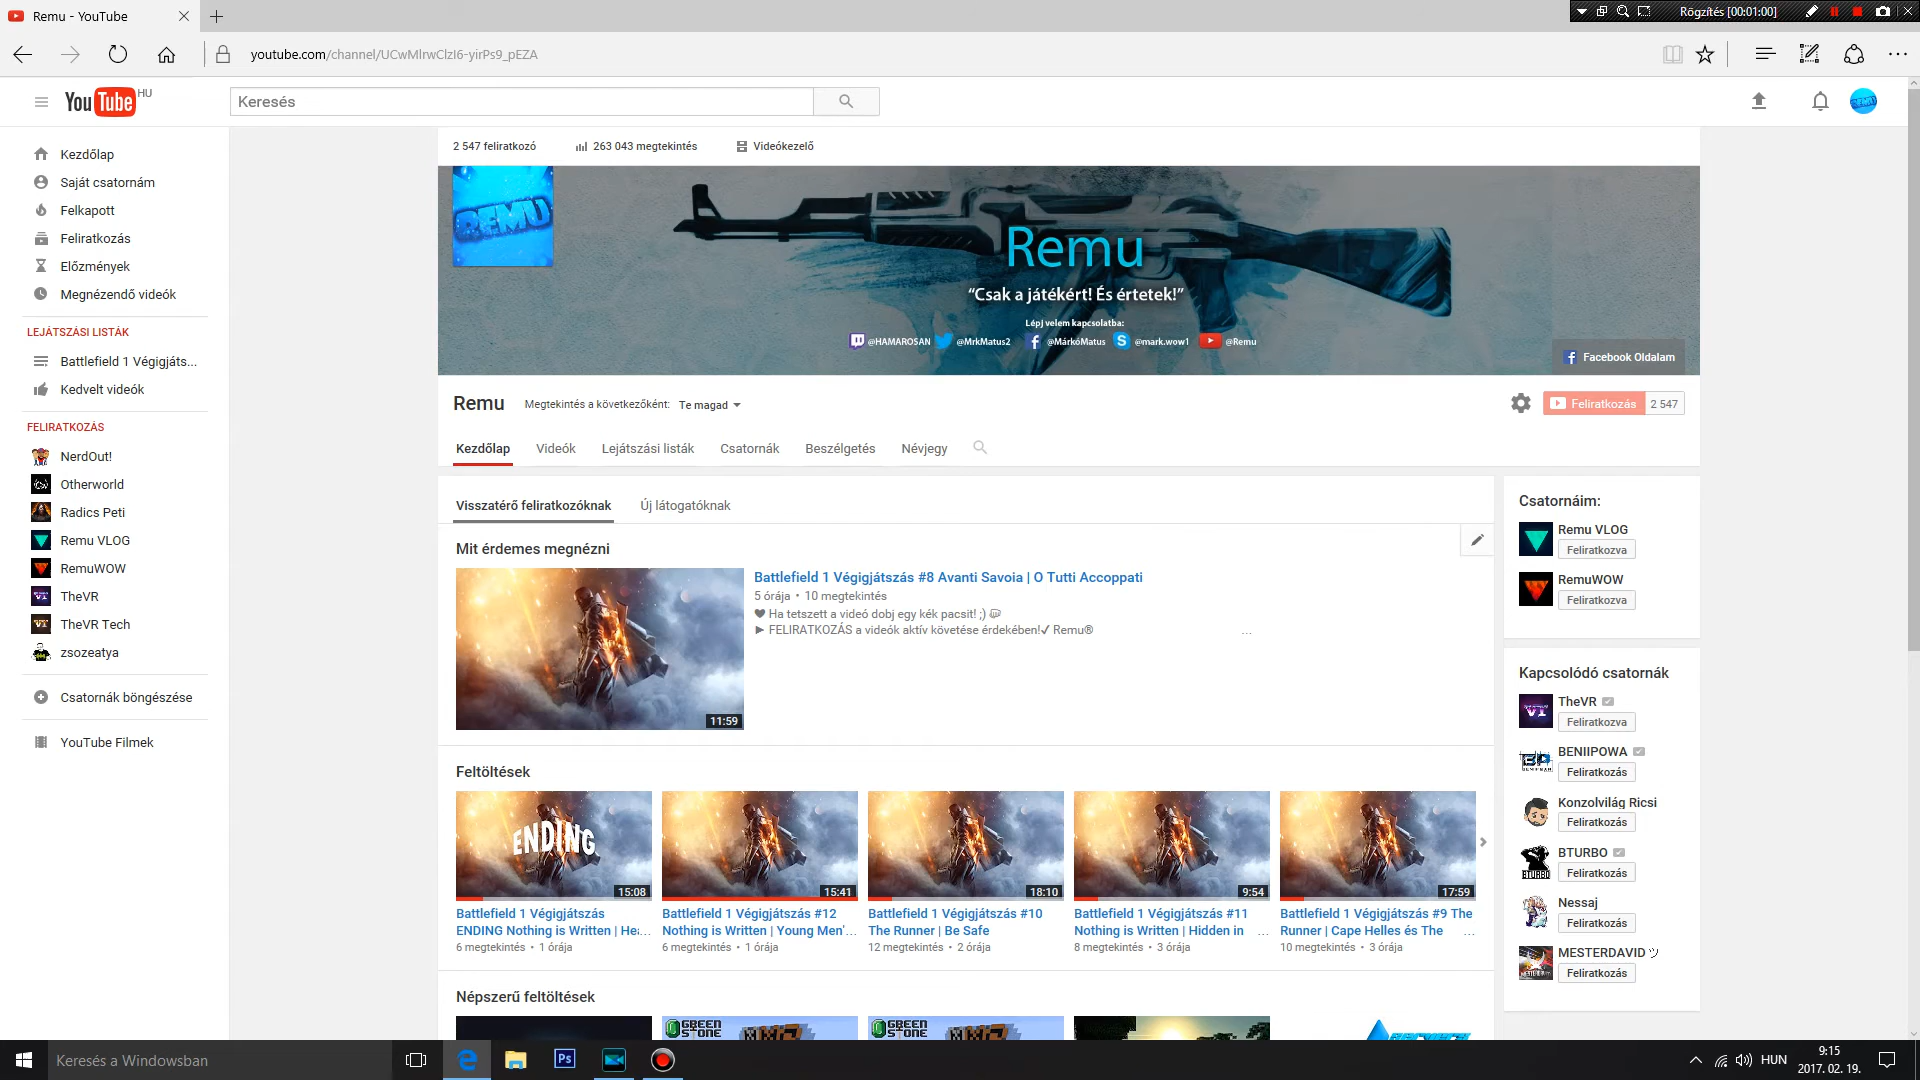 Remu - YouTube
Rögzítés [00:01:00]
youtube.com/channel/UCwMlrwClzI6-yirPs9_pEZA
YouTube HU
Keresés
Kezdőlap
Saját csatornám
Felkapott
Feliratkozás
Előzmények
Megnézendő videók
LEJÁTSZÁSI LISTÁK
Battlefield 1 Végigjáts...
Kedvelt videók
FELIRATKOZÁS
NerdOut!
Otherworld
Radics Peti
Remu VLOG
RemuWOW
TheVR
TheVR Tech
zsozeatya
Csatornák böngészése
YouTube Filmek
2 547 feliratkozó
263 043 megtekintés
Videókezelő
REMU
Remu
“Csak a játékért! És értetek!”
Lépj velem kapcsolatba:
@HAMAROSAN @MrkMatus2 @MárkóMatus @mark.wow1 @Remu
Facebook Oldalam
Remu
Megtekintés a következőként: Te magad
Feliratkozás 2 547
Kezdőlap Videók Lejátszási listák Csatornák Beszélgetés Névjegy
Visszatérő feliratkozóknak Új látogatóknak
Mit érdemes megnézni
11:59
Battlefield 1 Végigjátszás #8 Avanti Savoia | O Tutti Accoppati
5 órája • 10 megtekintés
❤ Ha tetszett a videó dobj egy kék pacsit! ;)
► FELIRATKOZÁS a videók aktív követése érdekében!✔ Remu® ...
Feltöltések
ENDING
15:08
Battlefield 1 Végigjátszás
ENDING Nothing is Written | He...
6 megtekintés • 1 órája
15:41
Battlefield 1 Végigjátszás #12
Nothing is Written | Young Men'...
6 megtekintés • 1 órája
18:10
Battlefield 1 Végigjátszás #10
The Runner | Be Safe
12 megtekintés • 2 órája
9:54
Battlefield 1 Végigjátszás #11
Nothing is Written | Hidden in ...
8 megtekintés • 3 órája
17:59
Battlefield 1 Végigjátszás #9 The
Runner | Cape Helles és The ...
10 megtekintés • 3 órája
Népszerű feltöltések
GREEN STONE
GREEN STONE
Csatornáim:
Remu VLOG
Feliratkozva
RemuWOW
Feliratkozva
Kapcsolódó csatornák
TheVR
Feliratkozva
BENIIPOWA
Feliratkozás
Konzolvilág Ricsi
Feliratkozás
BTURBO
Feliratkozás
Nessaj
Feliratkozás
MESTERDAVID ツ
Feliratkozás
Keresés a Windowsban
Ps
HUN
9:15
2017. 02. 19.